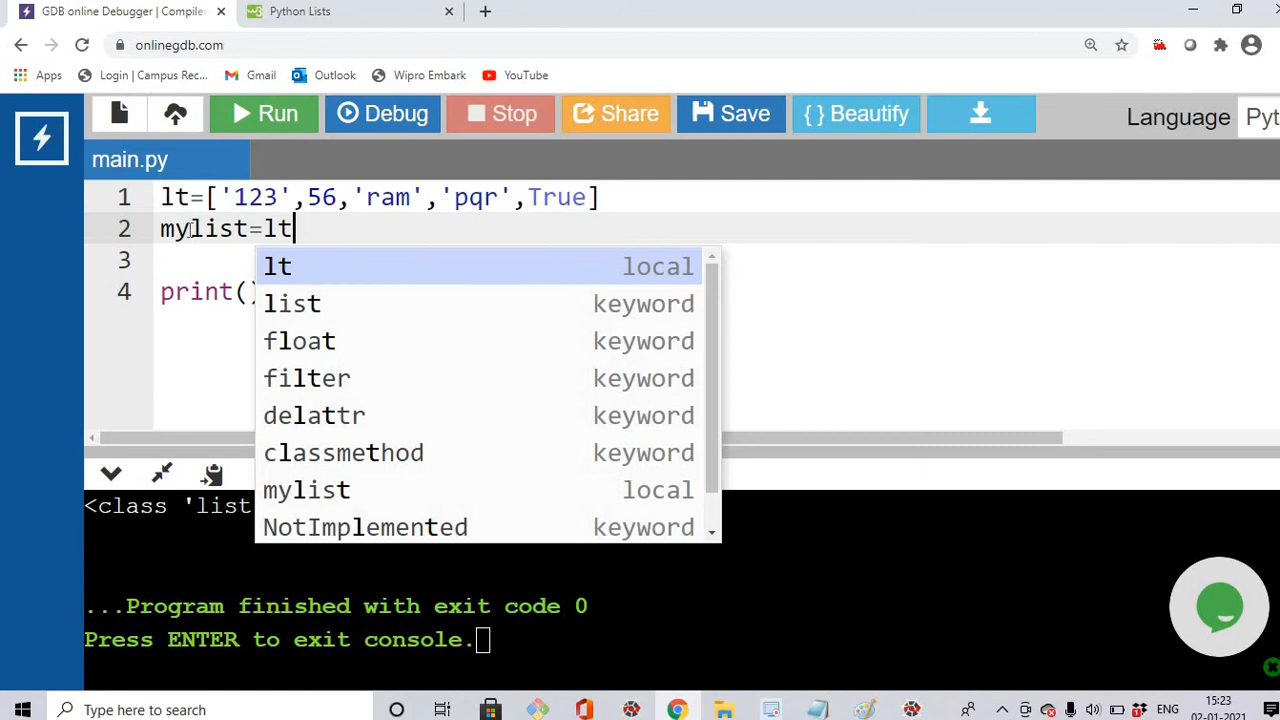 GDB online Debugger | Compiler
Python Lists
onlinegdb.com
Apps Login | Campus Rec... Gmail Outlook Wipro Embark YouTube
Run Debug Stop Share Save { } Beautify Language Pyt
main.py
1 lt=['123',56,'ram','pqr',True]
2 mylist=lt
3
4 print()
lt local
list keyword
float keyword
filter keyword
delattr keyword
classmethod keyword
mylist local
NotImplemented keyword
<class 'list
...Program finished with exit code 0
Press ENTER to exit console.
Type here to search
ENG
15:23
02-01-2021